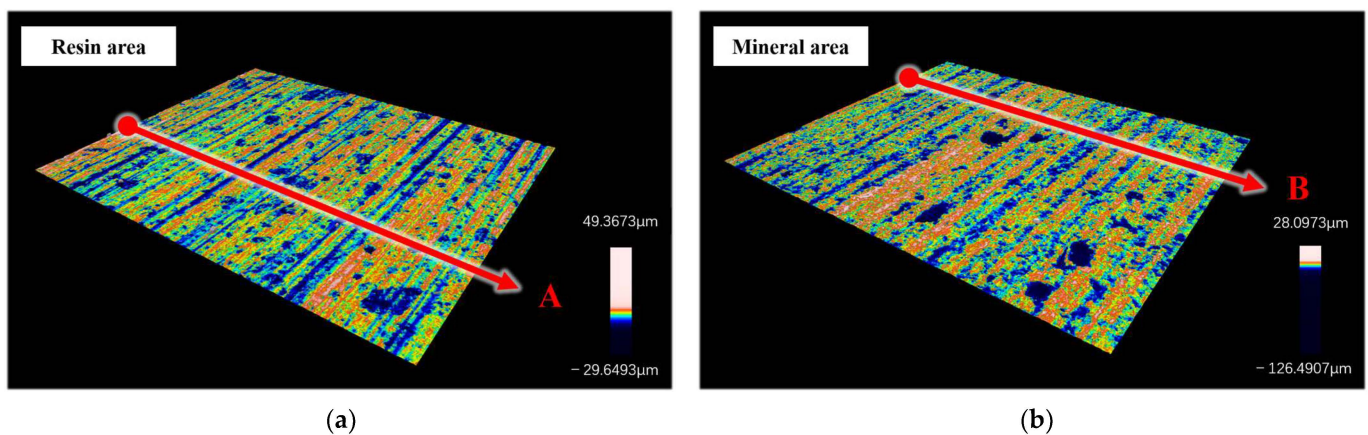 Resin area
49.3673μm
A
− 29.6493μm
(a)
Mineral area
B
28.0973μm
− 126.4907μm
(b)